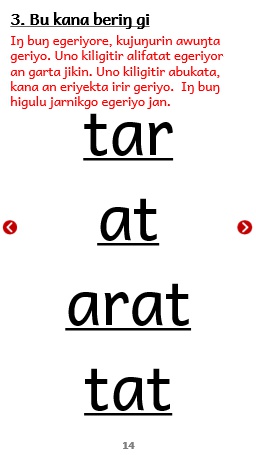 3. Bu kana beriŋ gi
Iŋ buŋ egeriyore, kujuŋurin awuŋta
geriyo. Uno kiligitir alifatat egeriyor
an garta jikin. Uno kiligitir abukata,
kana an eriyekta irir geriyo.  Iŋ buŋ
higulu jarnikgo egeriyo jan.
tar
at
arat
tat
14